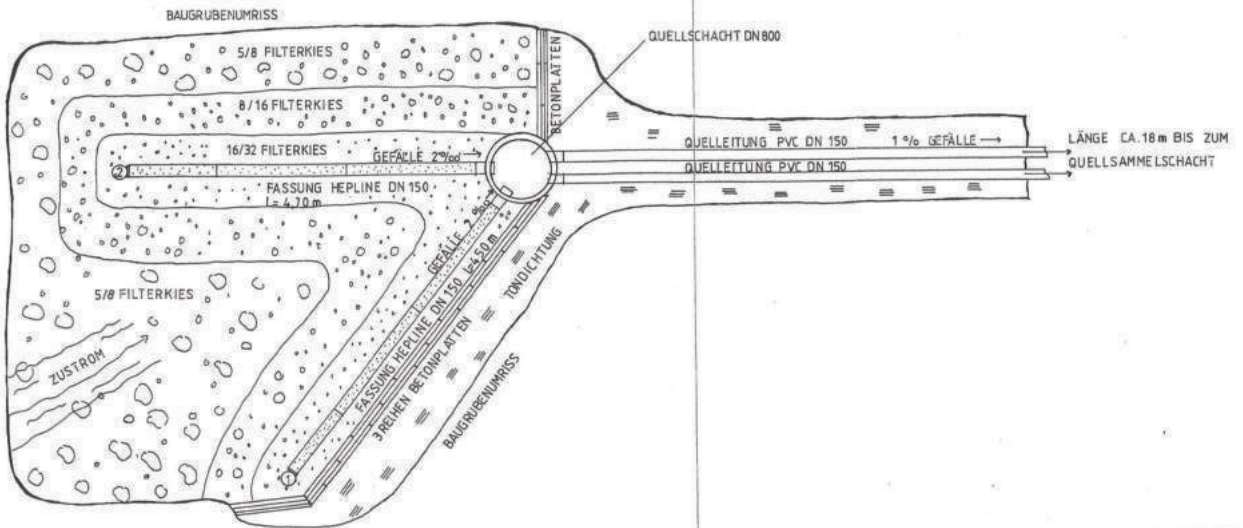 BAUGRUBENUMRISS
5/8 FILTERKIES
8/16 FILTERKIES
16/32 FILTERKIES
GEFÄLLE 2‰
2
FASSUNG HEPLINE DN 150
l= 4,70 m
5/8 FILTERKIES
ZUSTROM
BETONPLATTEN
QUELLSCHACHT DN 800
QUELLEITUNG PVC DN 150 1 % GEFÄLLE
QUELLEITUNG PVC DN 150
LÄNGE CA. 18 m BIS ZUM
QUELLSAMMELSCHACHT
GEFÄLLE 2 ‰
FASSUNG HEPLINE DN 150 l=4,50 m
3 REIHEN BETONPLATTEN
TONDICHTUNG
BAUGRUBENUMRISS
1